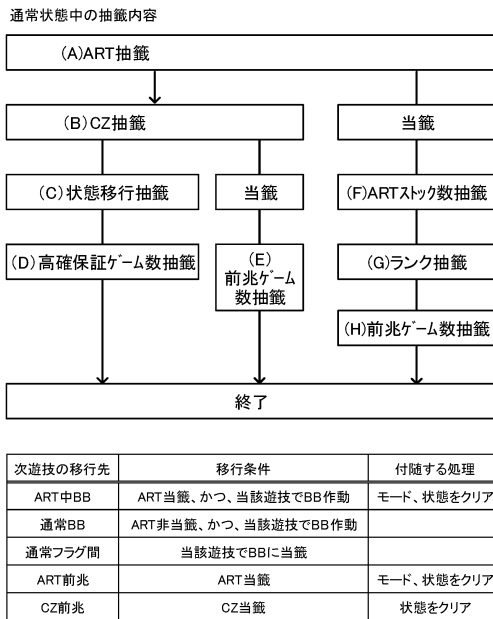 通常状態中の抽籤内容
(A)ART抽籤
(B)CZ抽籤
当籤
(C)状態移行抽籤
当籤
(F)ARTストック数抽籤
(D)高確保証ゲーム数抽籤
(E)
前兆ゲーム
数抽籤
(G)ランク抽籤
(H)前兆ゲーム数抽籤
終了
次遊技の移行先 移行条件 付随する処理
ART中BB ART当籤、かつ、当該遊技でBB作動 モード、状態をクリア
通常BB ART非当籤、かつ、当該遊技でBB作動
通常フラグ間 当該遊技でBBに当籤
ART前兆 ART当籤 モード、状態をクリア
CZ前兆 CZ当籤 状態をクリア